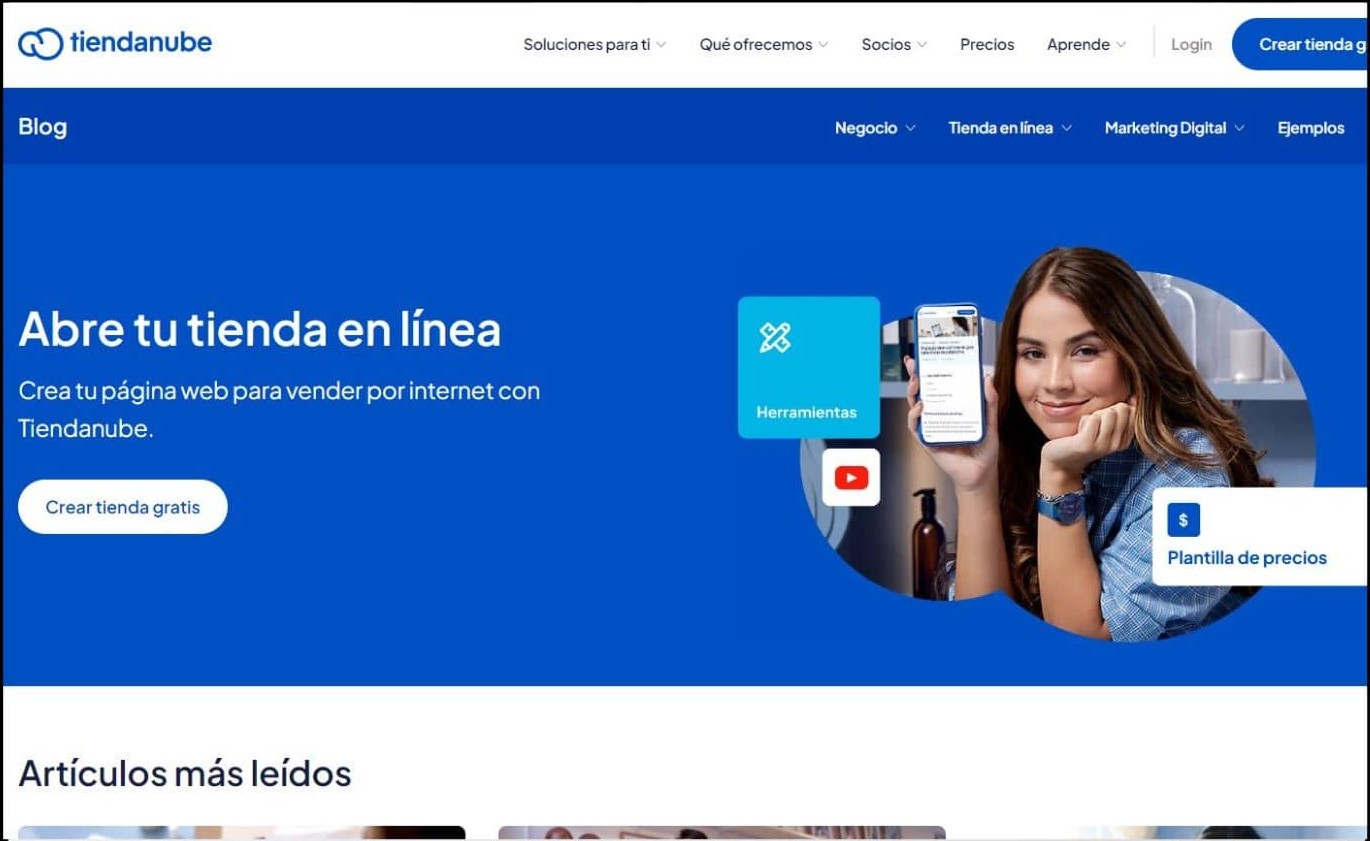 tiendanube
Soluciones para ti
Qué ofrecemos
Socios
Precios
Aprende
Login
Crear tienda g
Blog
Negocio
Tienda en línea
Marketing Digital
Ejemplos
Abre tu tienda en línea
Crea tu página web para vender por internet con
Tiendanube.
Crear tienda gratis
Herramientas
$
Plantilla de precios
Artículos más leídos